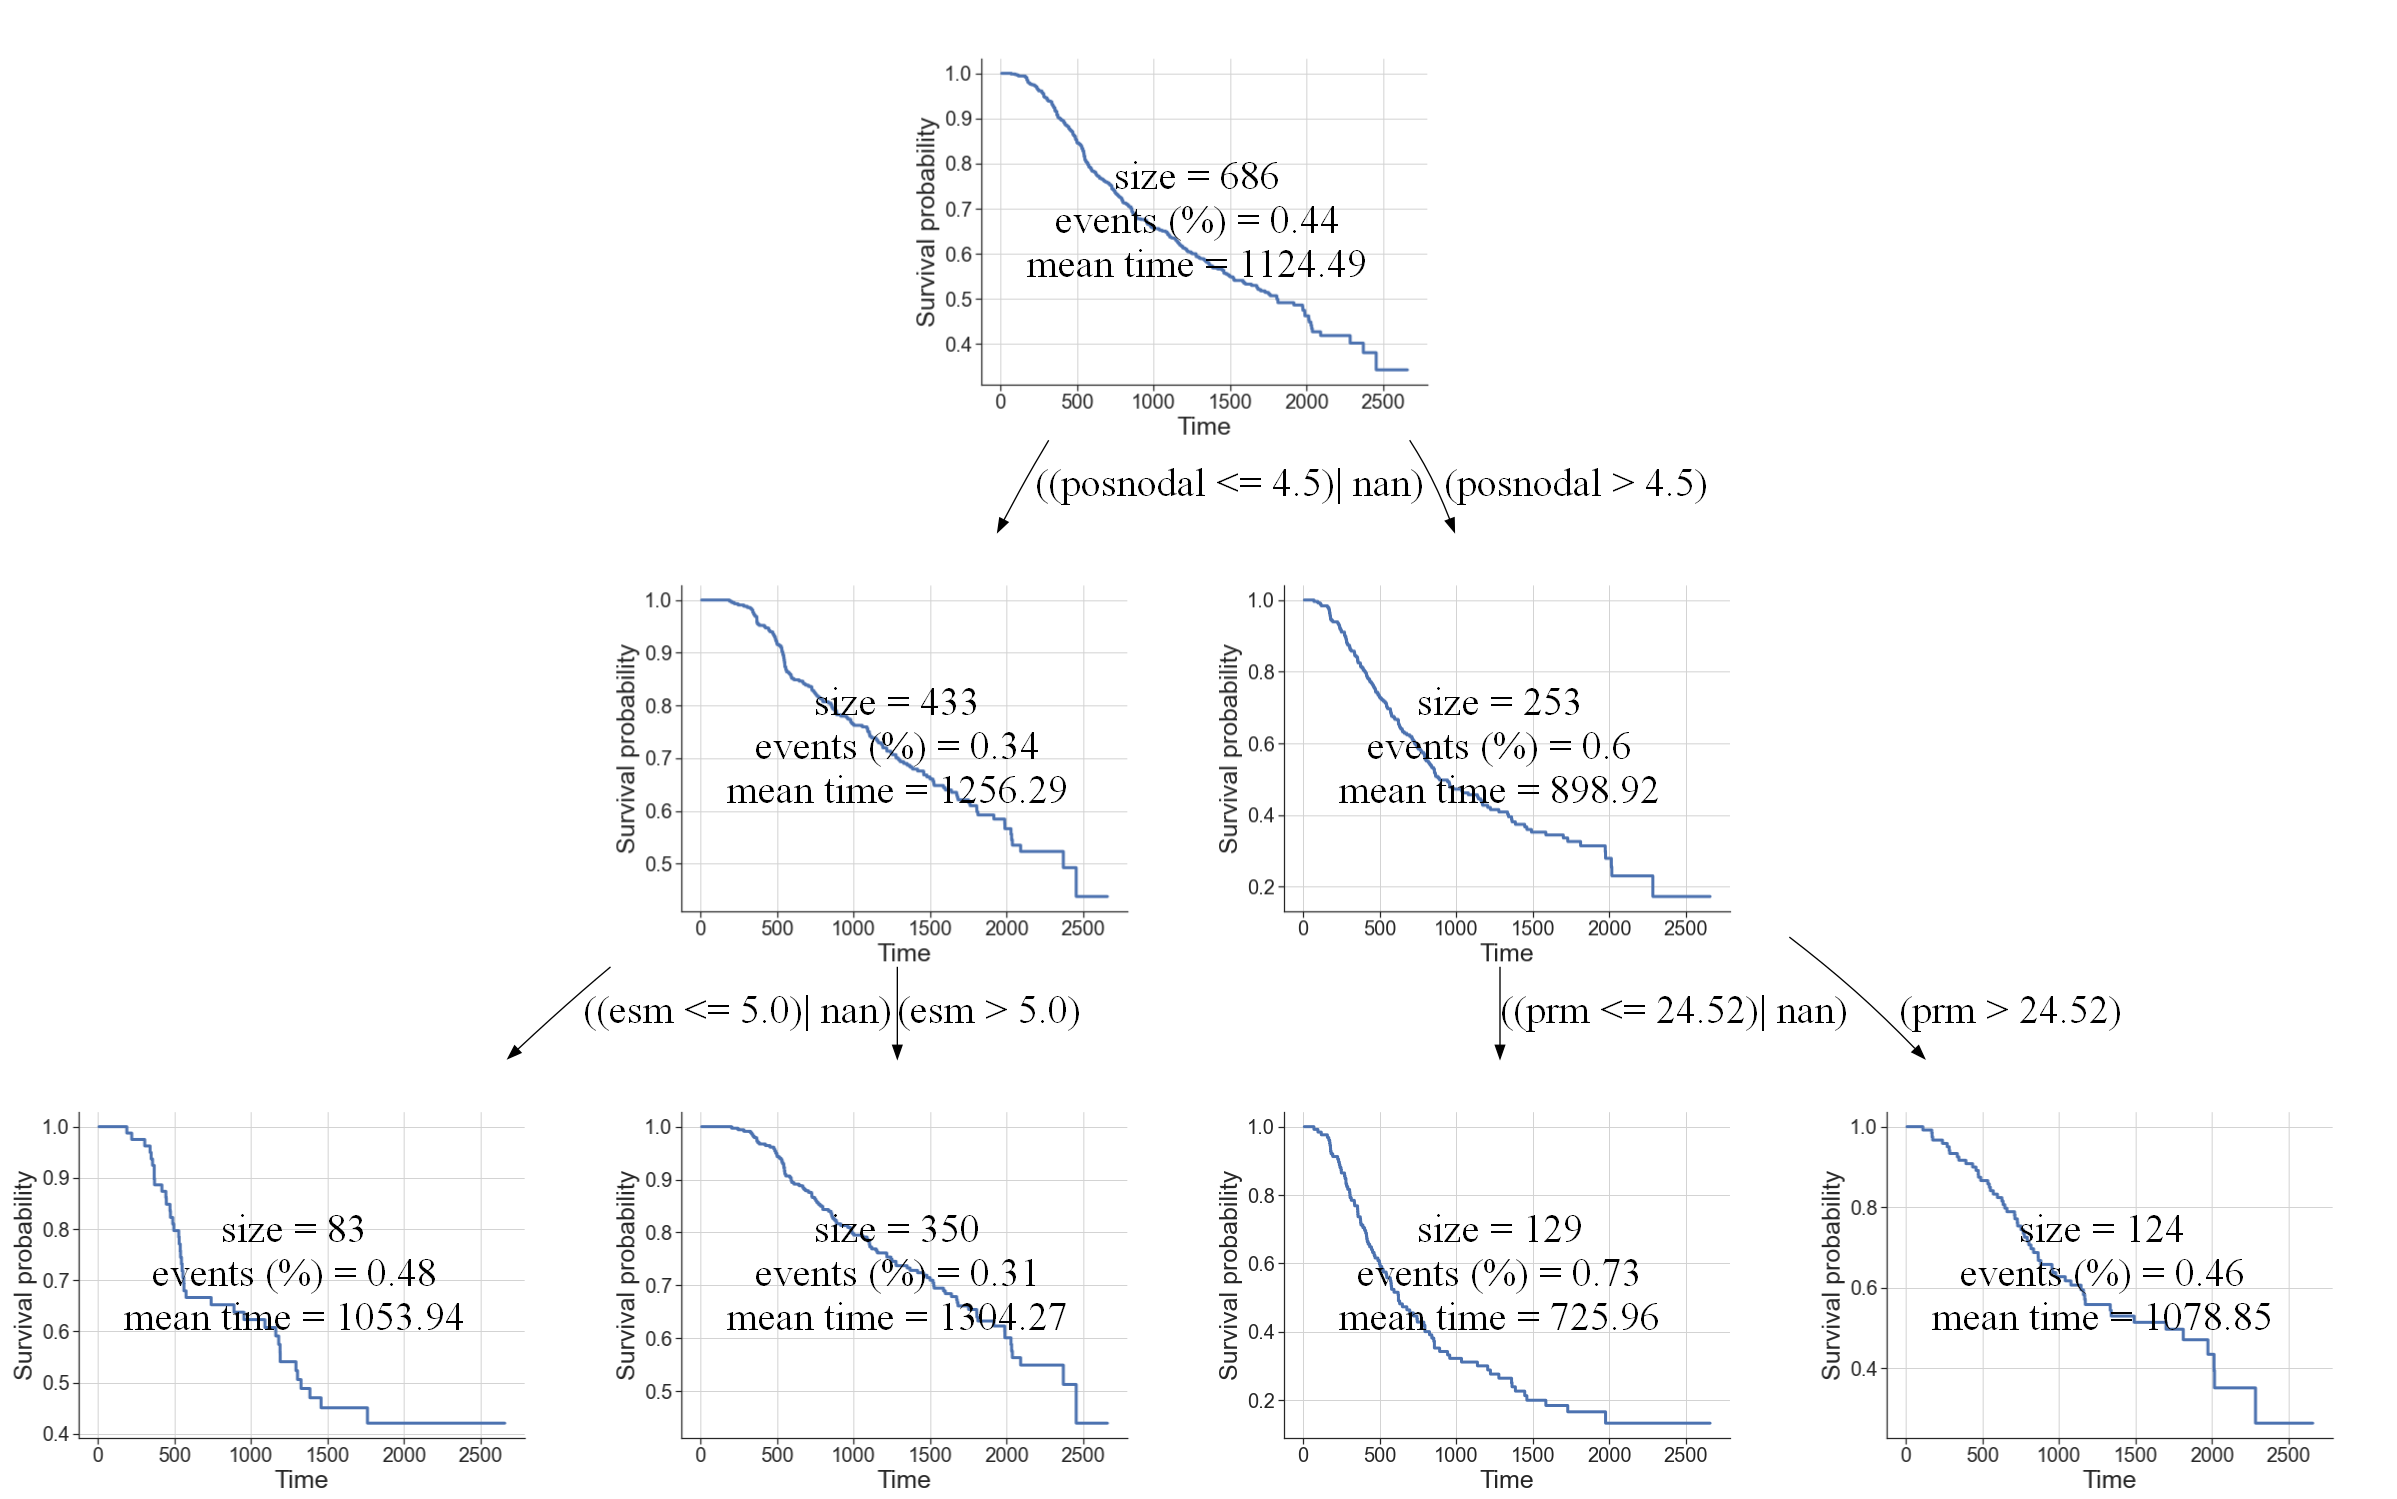 1.0
0.9
0.8
0.7
0.6
0.5
0.4
Survival probability
size = 686
events (%) = 0.44
mean time = 1124.49
0 500 1000 1500 2000 2500
Time
((posnodal <= 4.5)| nan) (posnodal > 4.5)
1.0
0.9
0.8
0.7
0.6
0.5
Survival probability
size = 433
events (%) = 0.34
mean time = 1256.29
0 500 1000 1500 2000 2500
Time
1.0
0.8
0.6
0.4
0.2
Survival probability
size = 253
events (%) = 0.6
mean time = 898.92
0 500 1000 1500 2000 2500
Time
((esm <= 5.0)| nan) (esm > 5.0)
((prm <= 24.52)| nan) (prm > 24.52)
1.0
0.9
0.8
0.7
0.6
0.5
0.4
Survival probability
size = 83
events (%) = 0.48
mean time = 1053.94
0 500 1000 1500 2000 2500
Time
1.0
0.9
0.8
0.7
0.6
0.5
Survival probability
size = 350
events (%) = 0.31
mean time = 1304.27
0 500 1000 1500 2000 2500
Time
1.0
0.8
0.6
0.4
0.2
Survival probability
size = 129
events (%) = 0.73
mean time = 725.96
0 500 1000 1500 2000 2500
Time
1.0
0.8
0.6
0.4
Survival probability
size = 124
events (%) = 0.46
mean time = 1078.85
0 500 1000 1500 2000 2500
Time